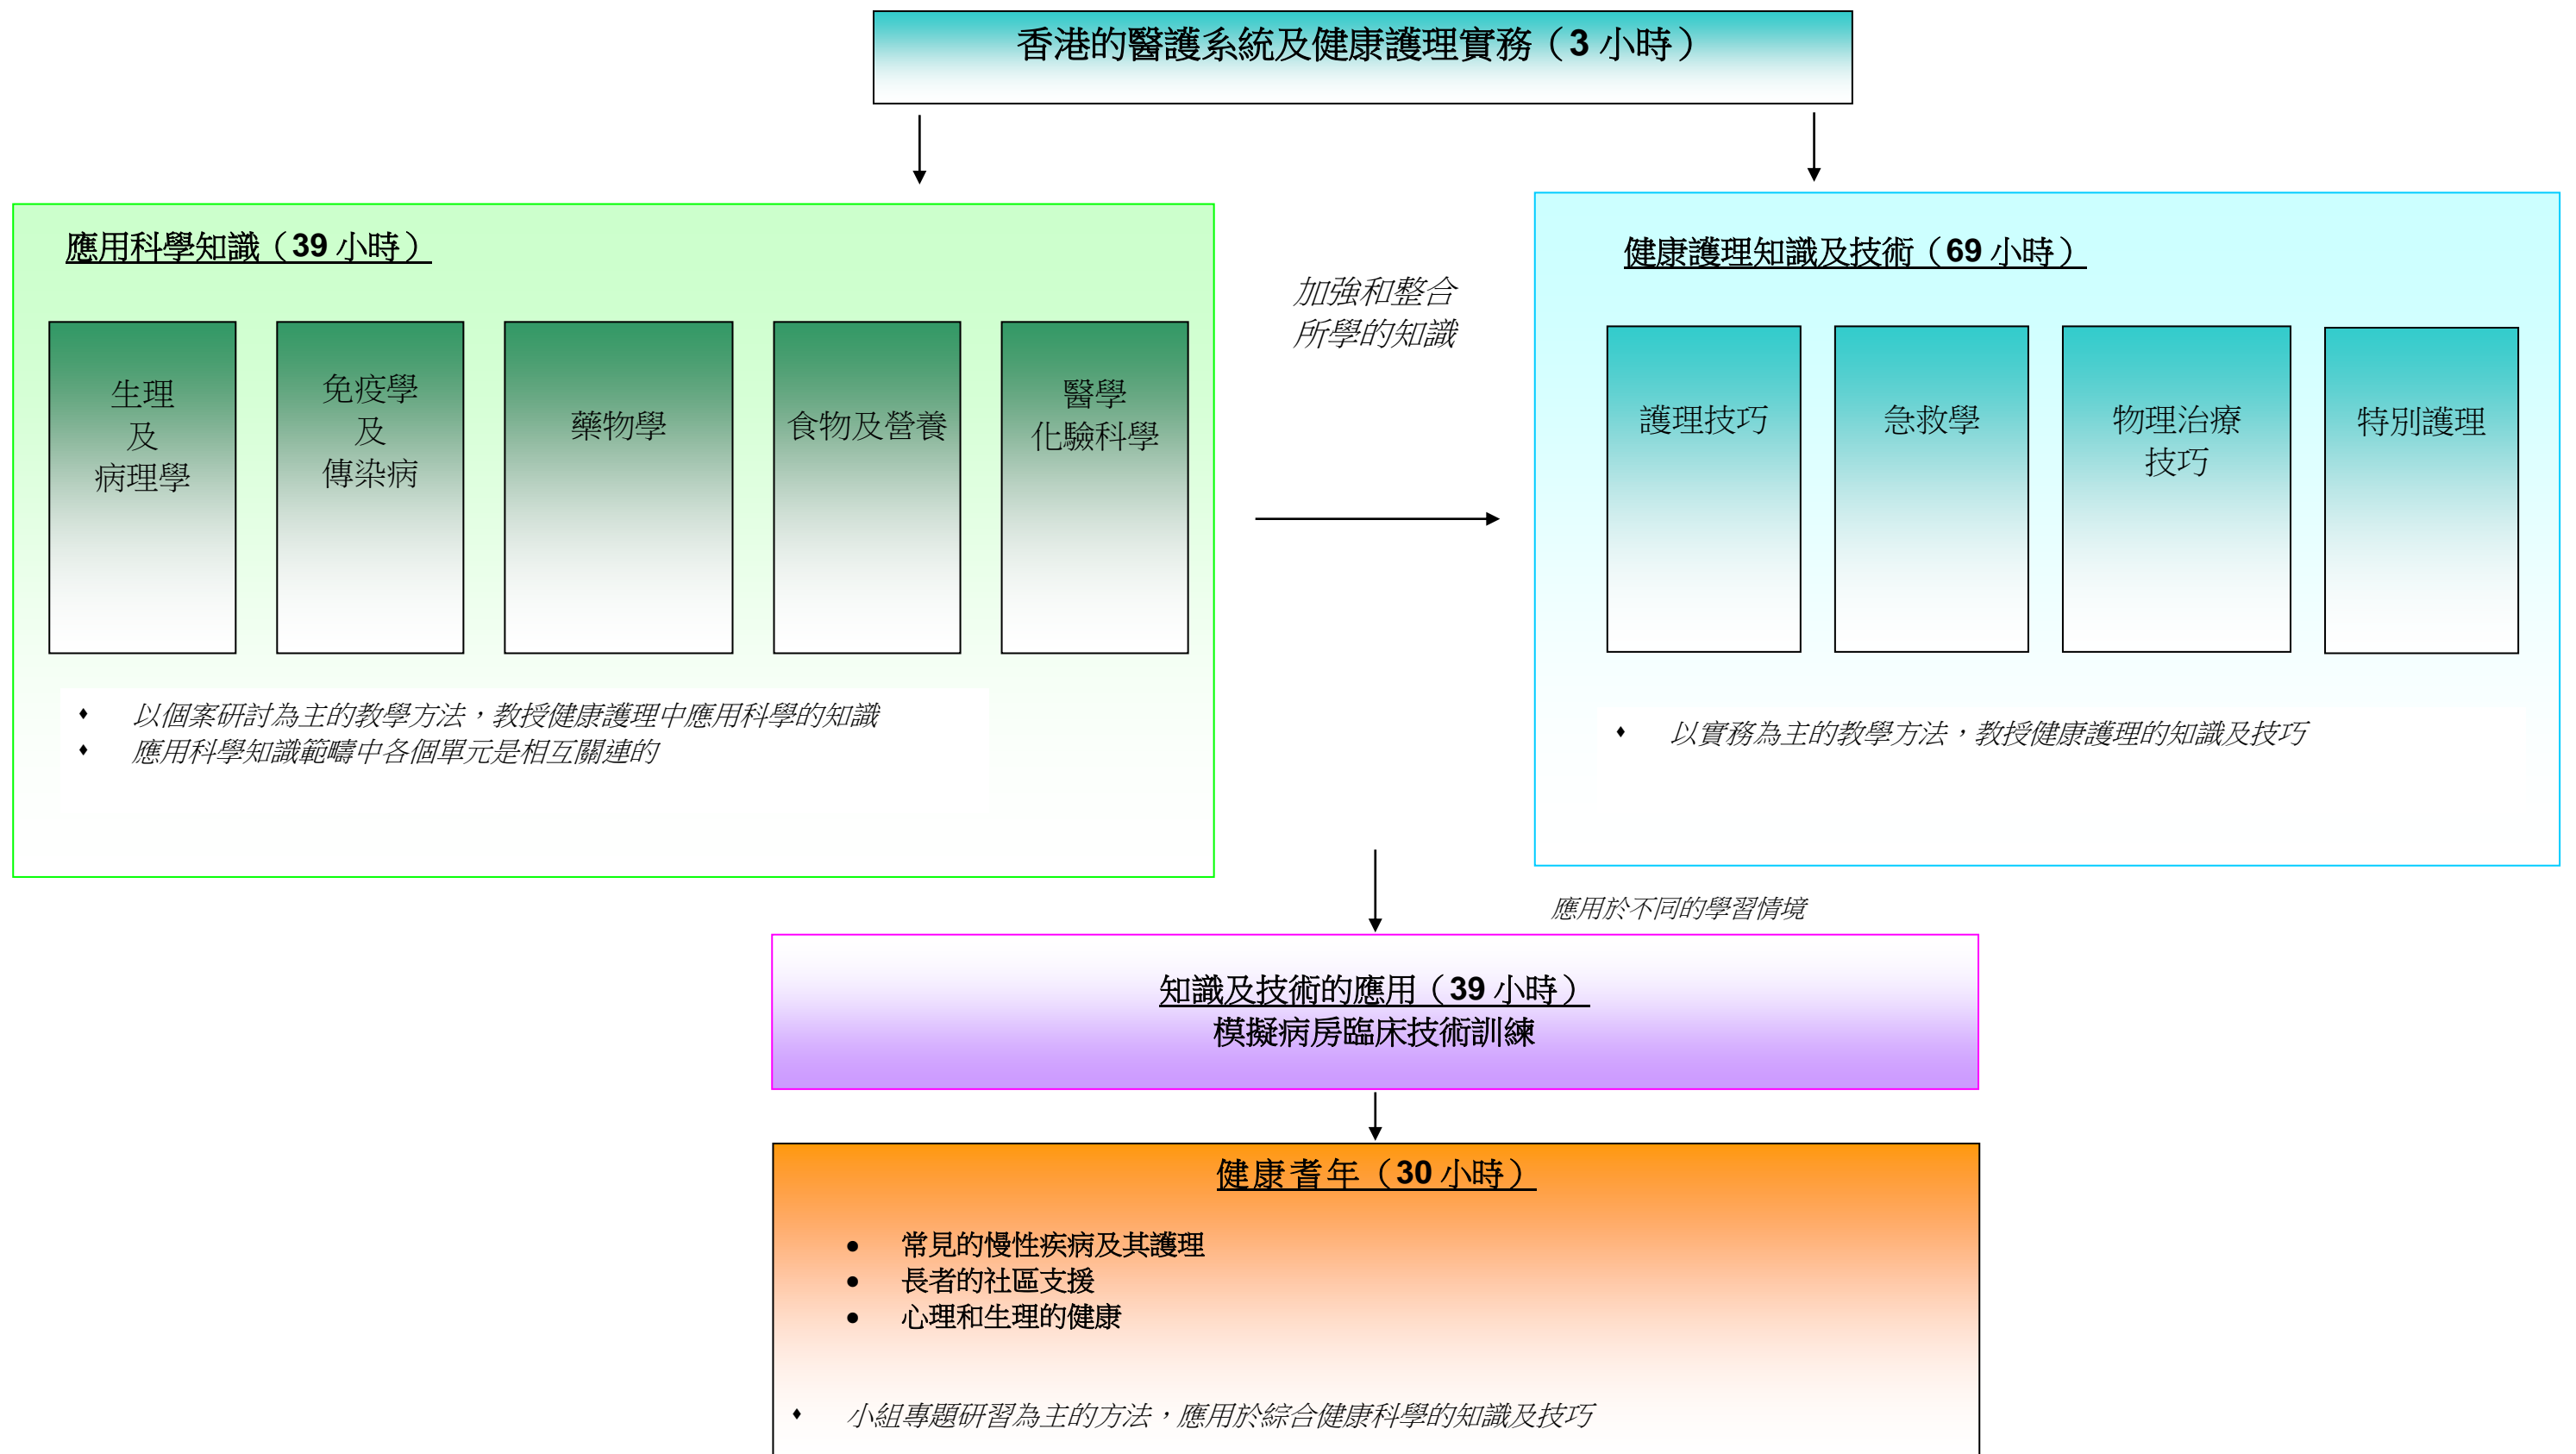 香港的醫護系統及健康護理實務（3 小時）
應用科學知識（39 小時）
生理
及
病理學
免疫學
及
傳染病
藥物學
食物及營養
醫學
化驗科學
♦ 以個案研討為主的教學方法，教授健康護理中應用科學的知識
♦ 應用科學知識範疇中各個單元是相互關連的
加強和整合
所學的知識
健康護理知識及技術（69 小時）
護理技巧
急救學
物理治療
技巧
特別護理
♦ 以實務為主的教學方法，教授健康護理的知識及技巧
應用於不同的學習情境
知識及技術的應用（39 小時）
模擬病房臨床技術訓練
健康耆年（30 小時）
● 常見的慢性疾病及其護理
● 長者的社區支援
● 心理和生理的健康
♦ 小組專題研習為主的方法，應用於綜合健康科學的知識及技巧